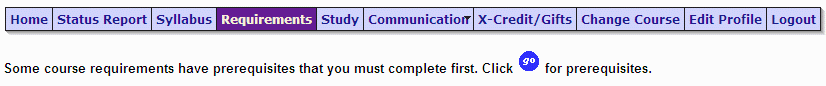 Home Status Report Syllabus Requirements Study Communication X-Credit/Gifts Change Course Edit Profile Logout
Some course requirements have prerequisites that you must complete first. Click go for prerequisites.